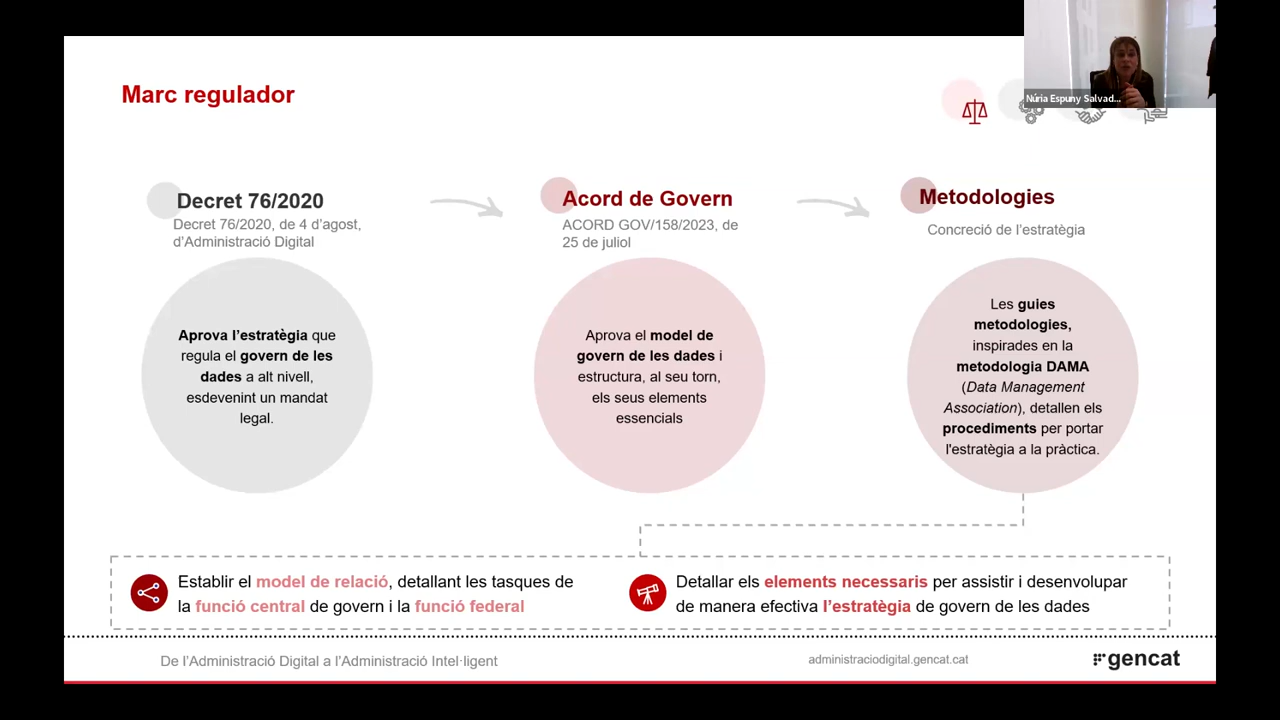 Marc regulador
Núria Espuny Salvad...
Decret 76/2020
Decret 76/2020, de 4 d’agost,
d’Administració Digital
Aprova l’estratègia que
regula el govern de les
dades a alt nivell,
esdevenint un mandat
legal.
Acord de Govern
ACORD GOV/158/2023, de
25 de juliol
Aprova el model de
govern de les dades i
estructura, al seu torn,
els seus elements
essencials
Metodologies
Concreció de l’estratègia
Les guies
metodologies,
inspirades en la
metodologia DAMA
(Data Management
Association), detallen els
procediments per portar
l'estratègia a la pràctica.
Establir el model de relació, detallant les tasques de
la funció central de govern i la funció federal
Detallar els elements necessaris per assistir i desenvolupar
de manera efectiva l’estratègia de govern de les dades
De l’Administració Digital a l’Administració Intel·ligent
administraciodigital.gencat.cat
gencat